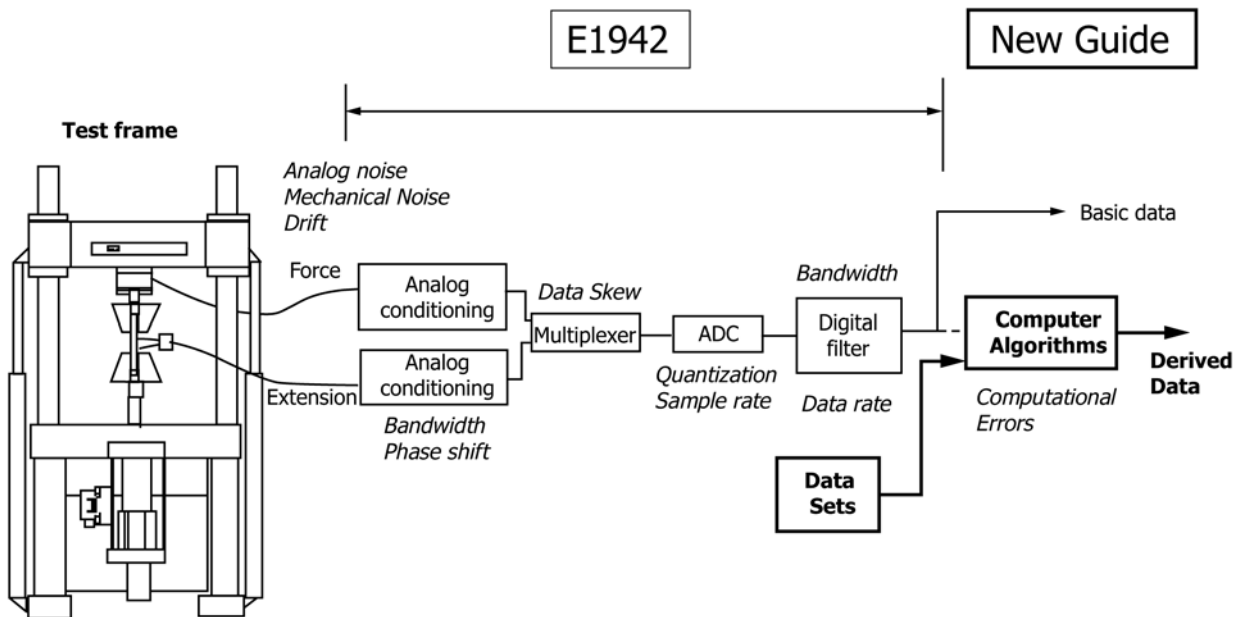 E1942
New Guide
Test frame
Analog noise
Mechanical Noise
Drift
Basic data
Force
Analog
conditioning
Data Skew
Multiplexer
ADC
Bandwidth
Digital
filter
Computer
Algorithms
Derived
Data
Extension
Analog
conditioning
Quantization
Sample rate
Data rate
Computational
Errors
Bandwidth
Phase shift
Data
Sets